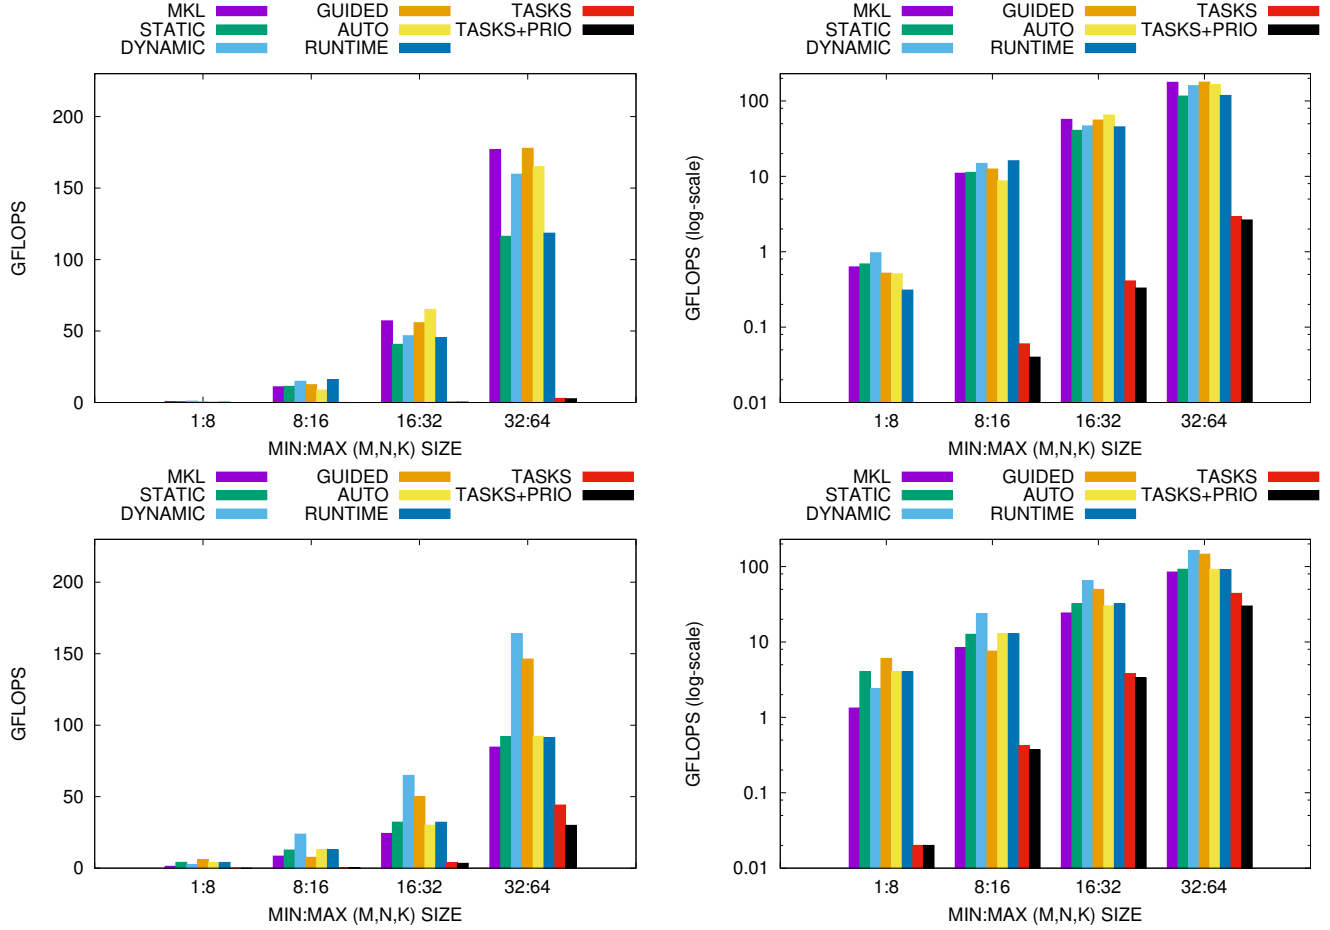 MKL GUIDED TASKS
STATIC AUTO TASKS+PRIO
DYNAMIC RUNTIME
200
150
100
50
0
GFLOPS
1:8 8:16 16:32 32:64
MIN:MAX (M,N,K) SIZE
MKL GUIDED TASKS
STATIC AUTO TASKS+PRIO
DYNAMIC RUNTIME
100
10
1
0.1
0.01
GFLOPS (log-scale)
1:8 8:16 16:32 32:64
MIN:MAX (M,N,K) SIZE
MKL GUIDED TASKS
STATIC AUTO TASKS+PRIO
DYNAMIC RUNTIME
200
150
100
50
0
GFLOPS
1:8 8:16 16:32 32:64
MIN:MAX (M,N,K) SIZE
MKL GUIDED TASKS
STATIC AUTO TASKS+PRIO
DYNAMIC RUNTIME
100
10
1
0.1
0.01
GFLOPS (log-scale)
1:8 8:16 16:32 32:64
MIN:MAX (M,N,K) SIZE